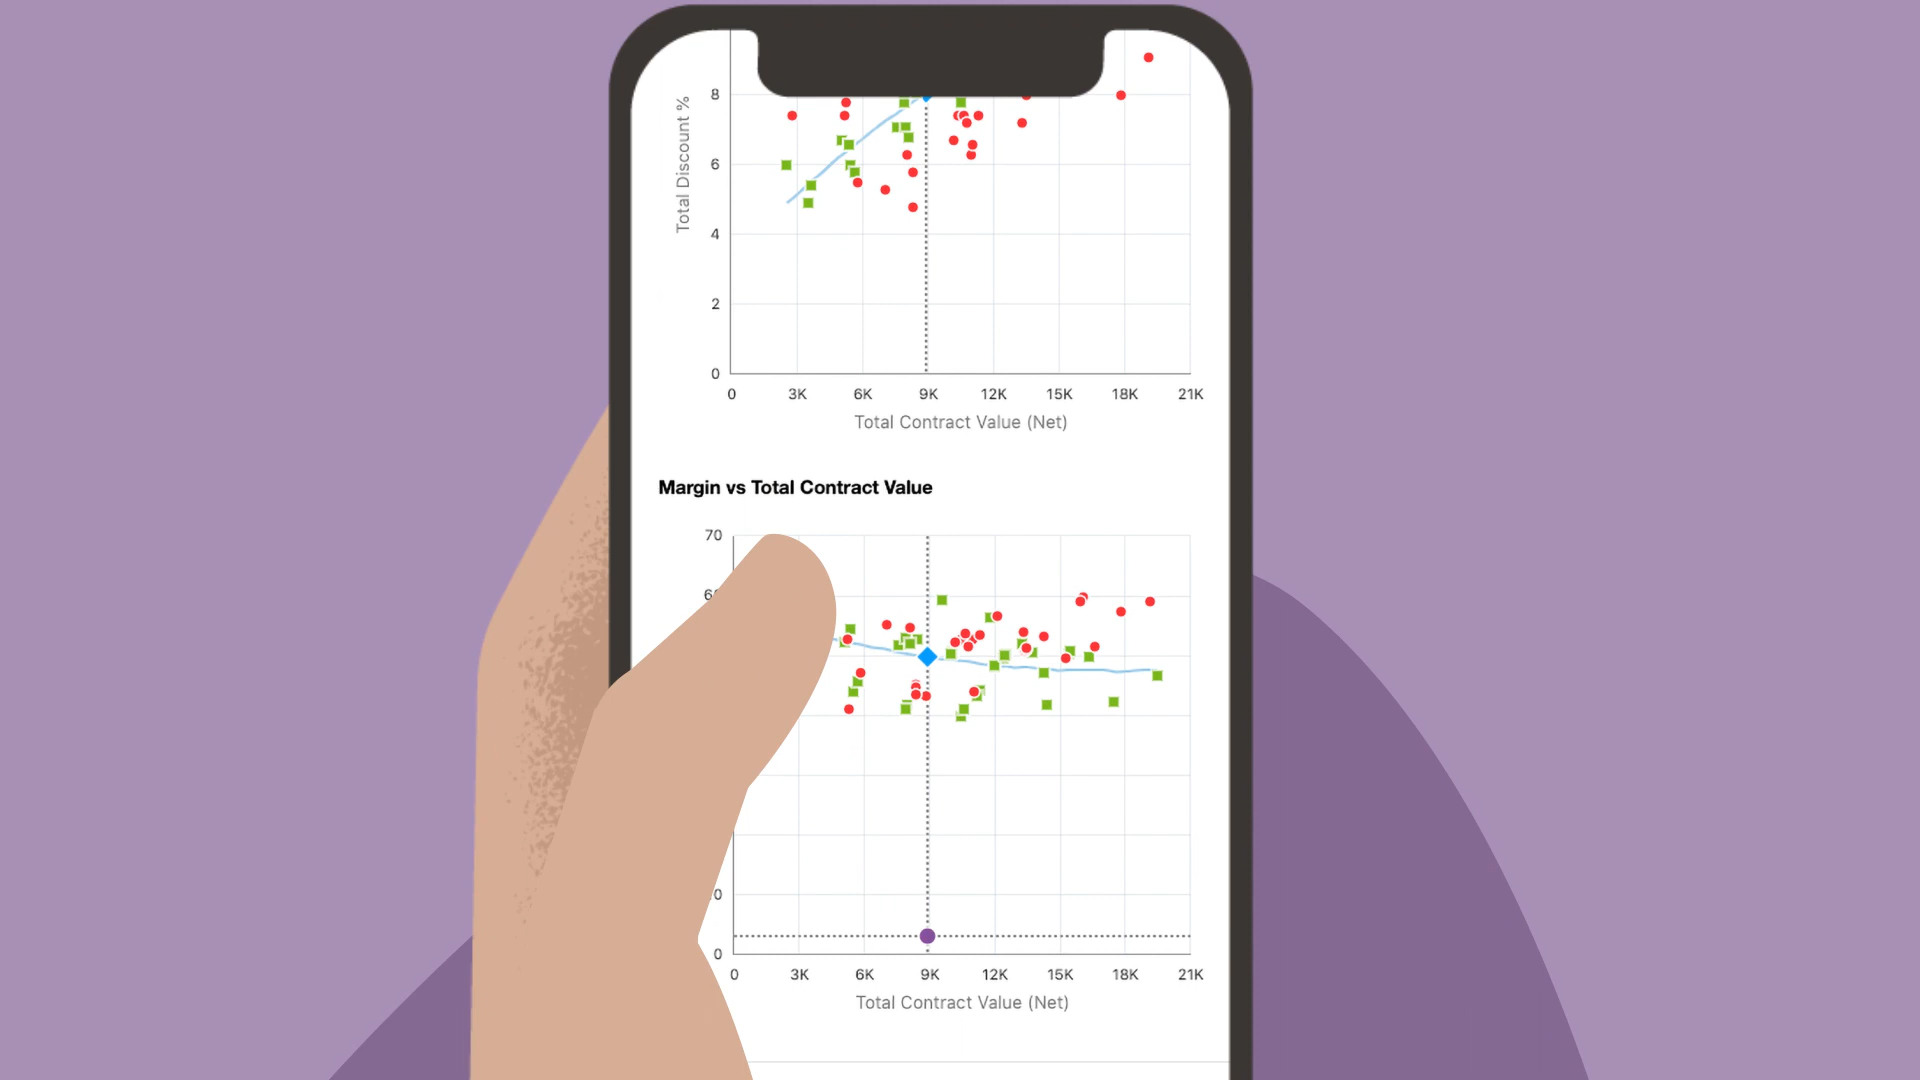 8
6
4
2
0
Total Discount %
0 3K 6K 9K 12K 15K 18K 21K
Total Contract Value (Net)
Margin vs Total Contract Value
70
0
0 3K 6K 9K 12K 15K 18K 21K
Total Contract Value (Net)